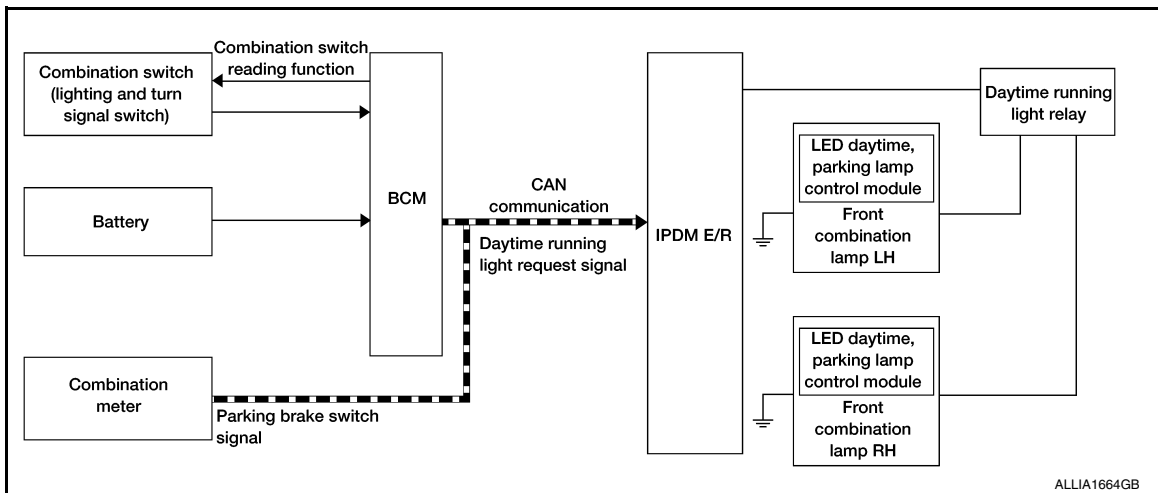 Combination switch
reading function
Combination switch
(lighting and turn
signal switch)
Battery
Combination
meter
Parking brake switch
signal
BCM
CAN
communication
Daytime running
light request signal
IPDM E/R
Daytime running
light relay
LED daytime,
parking lamp
control module
Front
combination
lamp LH
LED daytime,
parking lamp
control module
Front
combination
lamp RH
ALLIA1664GB